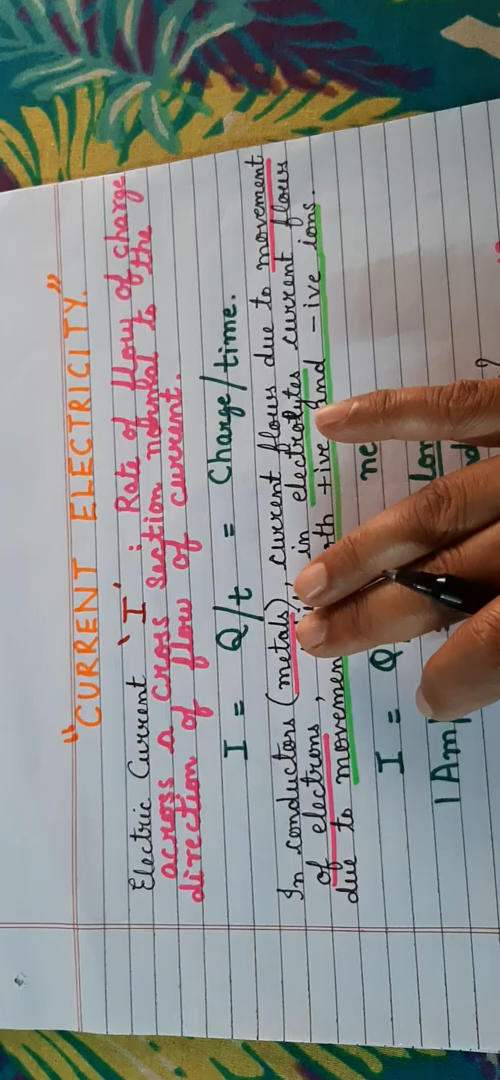 "CURRENT ELECTRICITY."
Electric Current 'I' : Rate of flow of charge
across a cross section normal to the
direction of flow of current.
I = Q/t = Charge/time.
In conductors (metals), current flows due to movement
of electrons, in electrolytes current flows
due to movement +ive and -ive ions.
I = Q ne
1 Amp